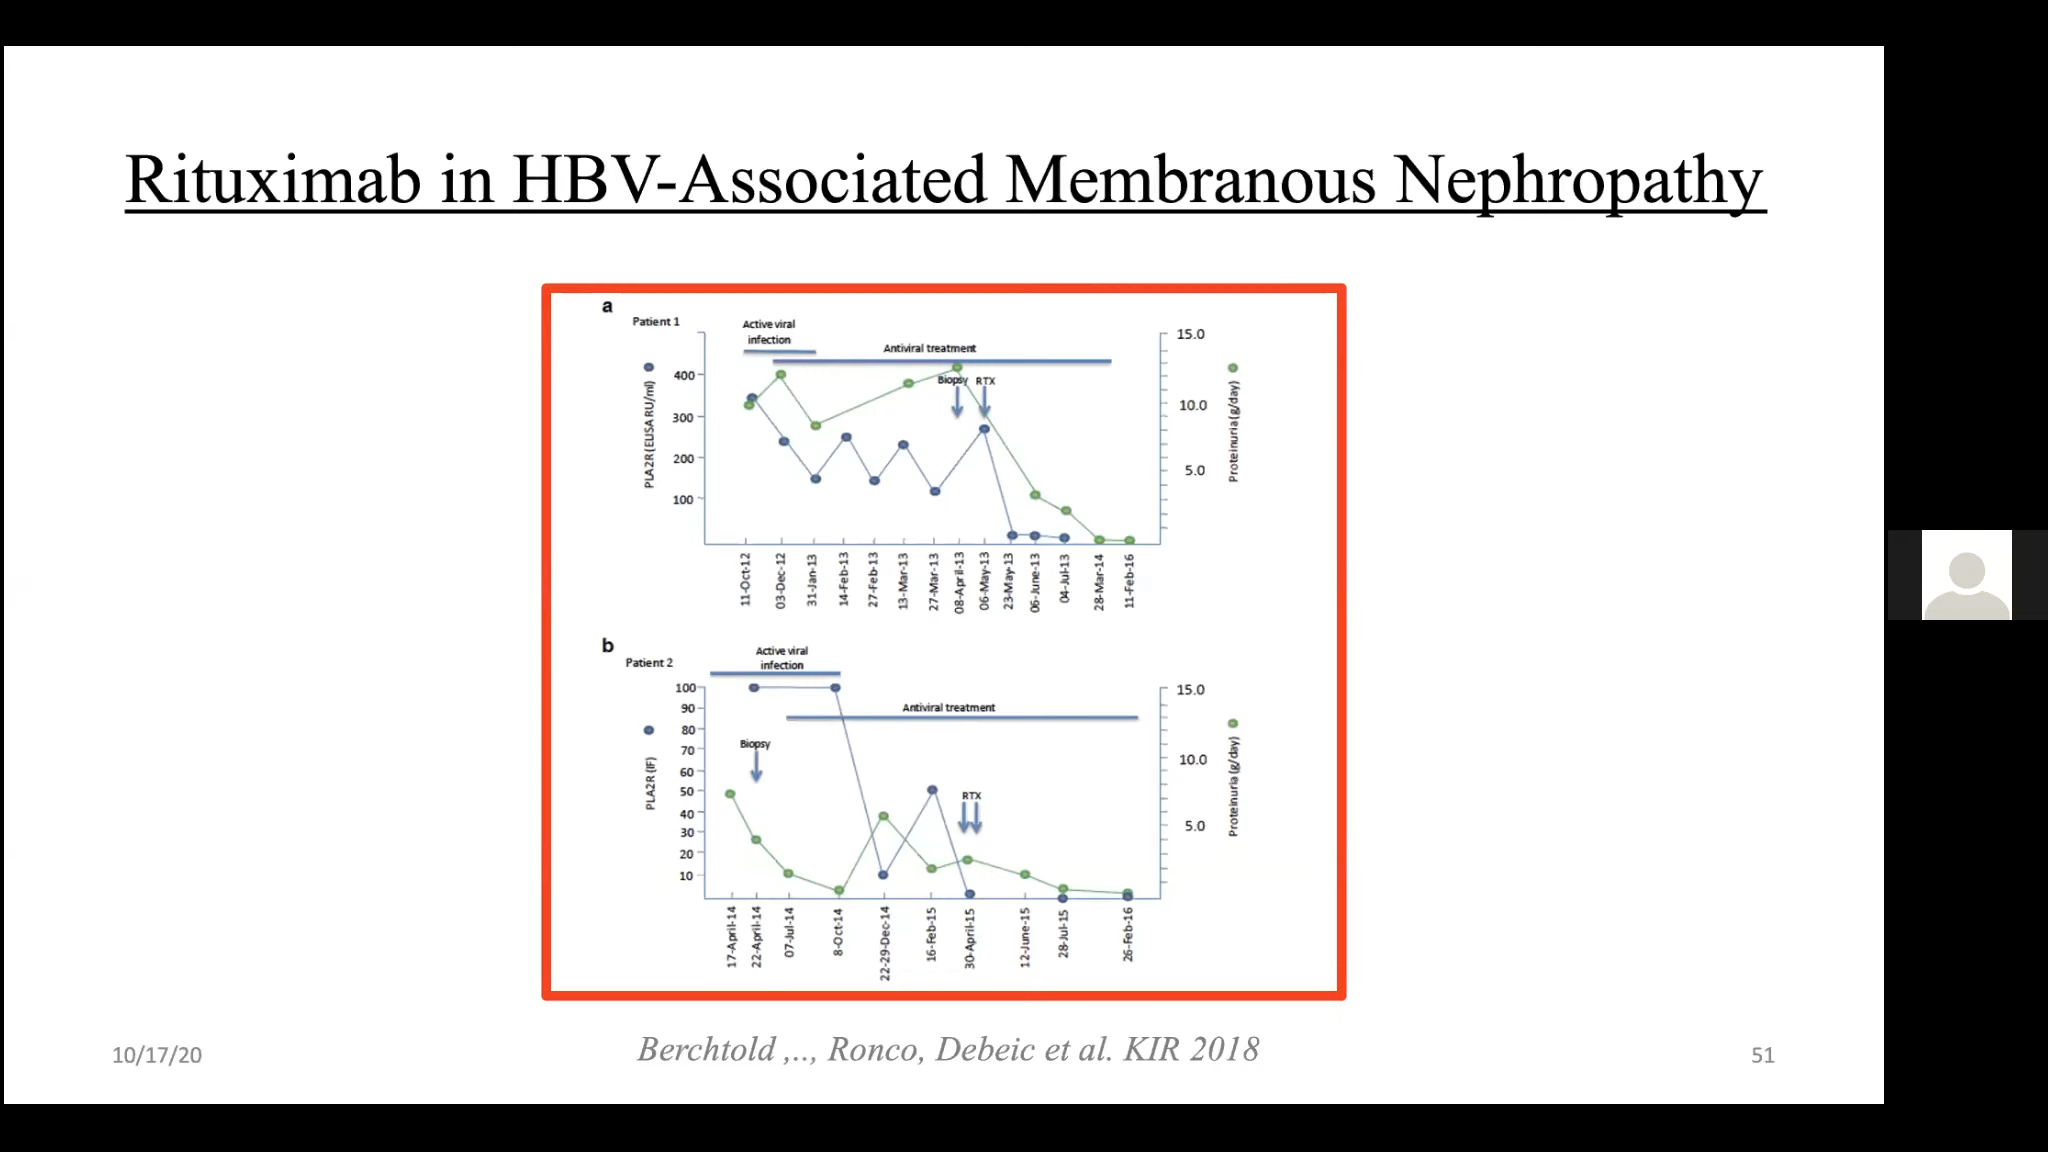 Rituximab in HBV-Associated Membranous Nephropathy
a
Patient 1
Active viral
infection
Antiviral treatment
Biopsy
RTX
PLA2R (ELISA RU/ml)
400
300
200
100
15.0
10.0
5.0
Proteinuria (g/day)
11-Oct-12
03-Dec-12
31-Jan-13
14-Feb-13
27-Feb-13
13-Mar-13
27-Mar-13
08-April-13
06-May-13
23-May-13
06-June-13
04-Jul-13
28-Mar-14
11-Feb-16
b
Patient 2
Active viral
infection
Antiviral treatment
Biopsy
RTX
PLA2R (IF)
100
90
80
70
60
50
40
30
20
10
15.0
10.0
5.0
Proteinuria (g/day)
17-April-14
22-April-14
07-Jul-14
8-Oct-14
22-29-Dec-14
16-Feb-15
30-April-15
12-June-15
28-Jul-15
26-Feb-16
10/17/20
Berchtold ,.., Ronco, Debeic et al. KIR 2018
51